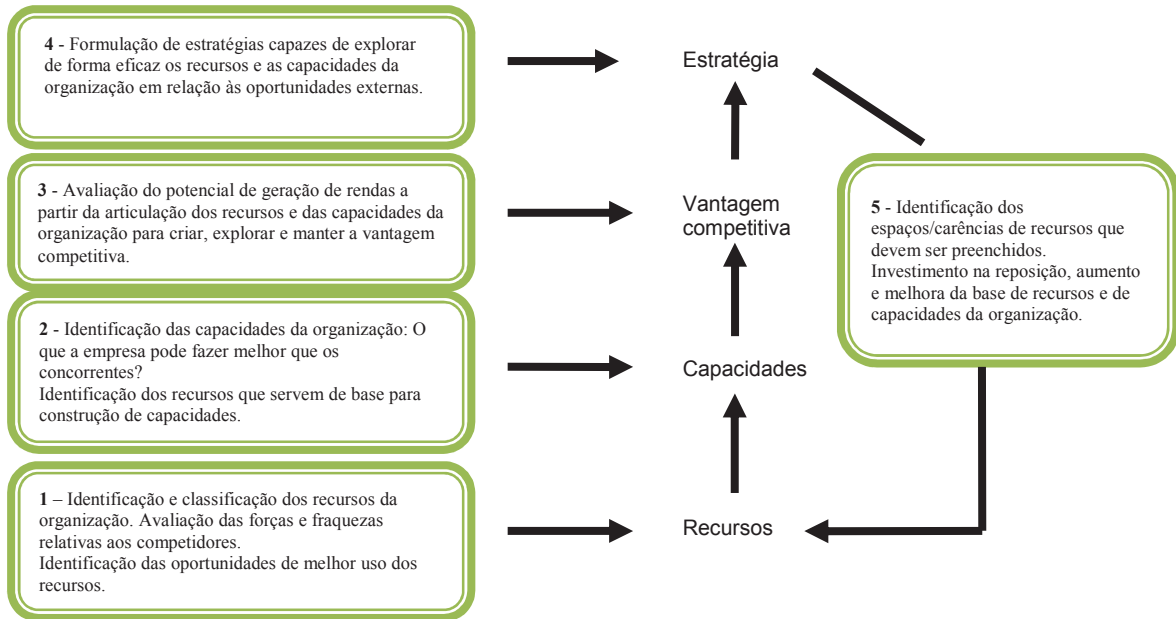 4 - Formulação de estratégias capazes de explorar
de forma eficaz os recursos e as capacidades da
organização em relação às oportunidades externas.
Estratégia
3 - Avaliação do potencial de geração de rendas a
partir da articulação dos recursos e das capacidades da
organização para criar, explorar e manter a vantagem
competitiva.
Vantagem
competitiva
5 - Identificação dos
espaços/carências de recursos que
devem ser preenchidos.
Investimento na reposição, aumento
e melhora da base de recursos e de
capacidades da organização.
2 - Identificação das capacidades da organização: O
que a empresa pode fazer melhor que os
concorrentes?
Identificação dos recursos que servem de base para
construção de capacidades.
Capacidades
1 – Identificação e classificação dos recursos da
organização. Avaliação das forças e fraquezas
relativas aos competidores.
Identificação das oportunidades de melhor uso dos
recursos.
Recursos